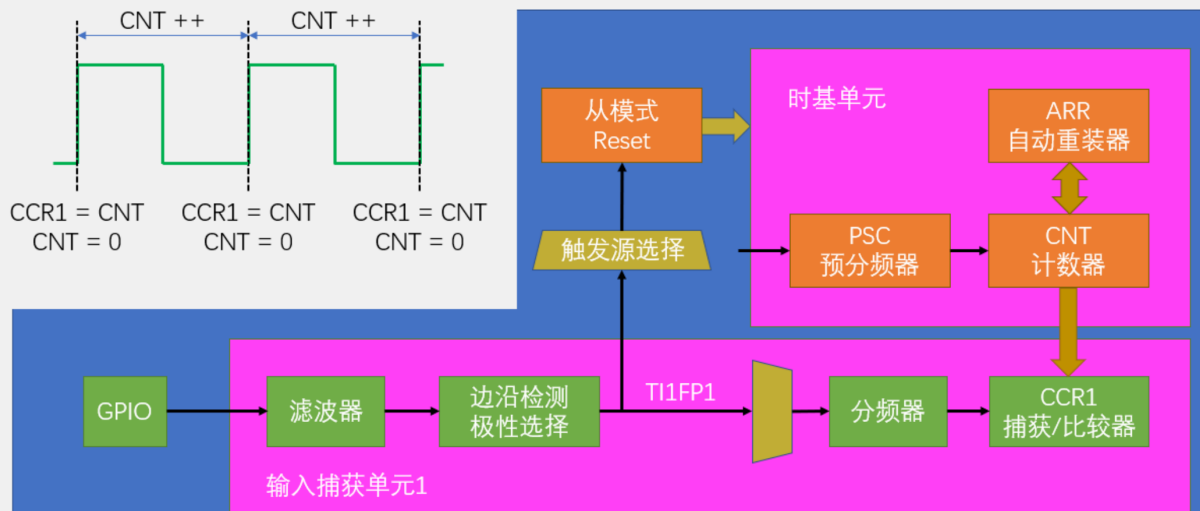 CNT ++
CNT ++
CCR1 = CNT
CNT = 0
CCR1 = CNT
CNT = 0
CCR1 = CNT
CNT = 0
从模式
Reset
时基单元
ARR
自动重装器
触发源选择
PSC
预分频器
CNT
计数器
GPIO
滤波器
边沿检测
极性选择
TI1FP1
分频器
CCR1
捕获/比较器
输入捕获单元1